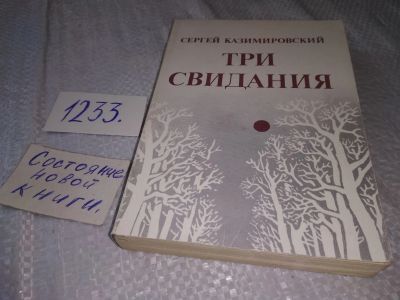 СЕРГЕЙ КАЗИМИРОВСКИЙ
ТРИ
СВИДАНИЯ
1233.
Состояние
новой
книги.